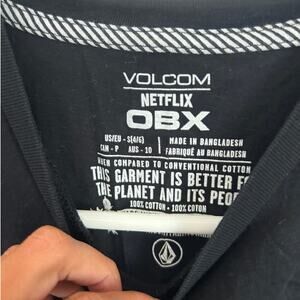 VOLCOM
NETFLIX
OBX
US/EU - S(4/6) MADE IN BANGLADESH
CAN - P AUS - 10 FABRIQUÉ AU BANGLADESH
WHEN COMPARED TO CONVENTIONAL COTTON
THIS GARMENT IS BETTER FO
THE PLANET AND ITS PEOP
100% COTTON • 100% COTON